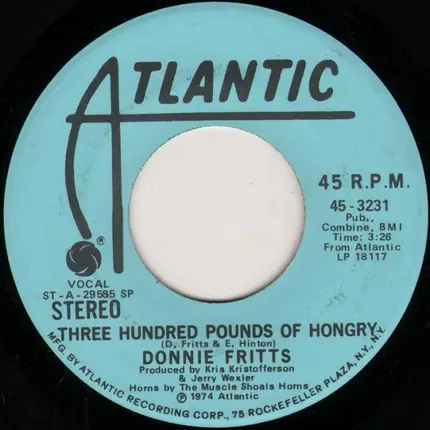 ATLANTIC
®
45 R.P.M.
45-3231
Pub.,
Combine, BMI
Time: 3:26
From Atlantic
LP 18117
VOCAL
ST-A-29585 SP
STEREO
THREE HUNDRED POUNDS OF HONGRY
(D. Fritts & E. Hinton)
DONNIE FRITTS
Produced by Kris Kristofferson
& Jerry Wexler
Horns by The Muscle Shoals Horns
℗ 1974 Atlantic
MFG. BY ATLANTIC RECORDING CORP., 75 ROCKEFELLER PLAZA, N.Y., N.Y.